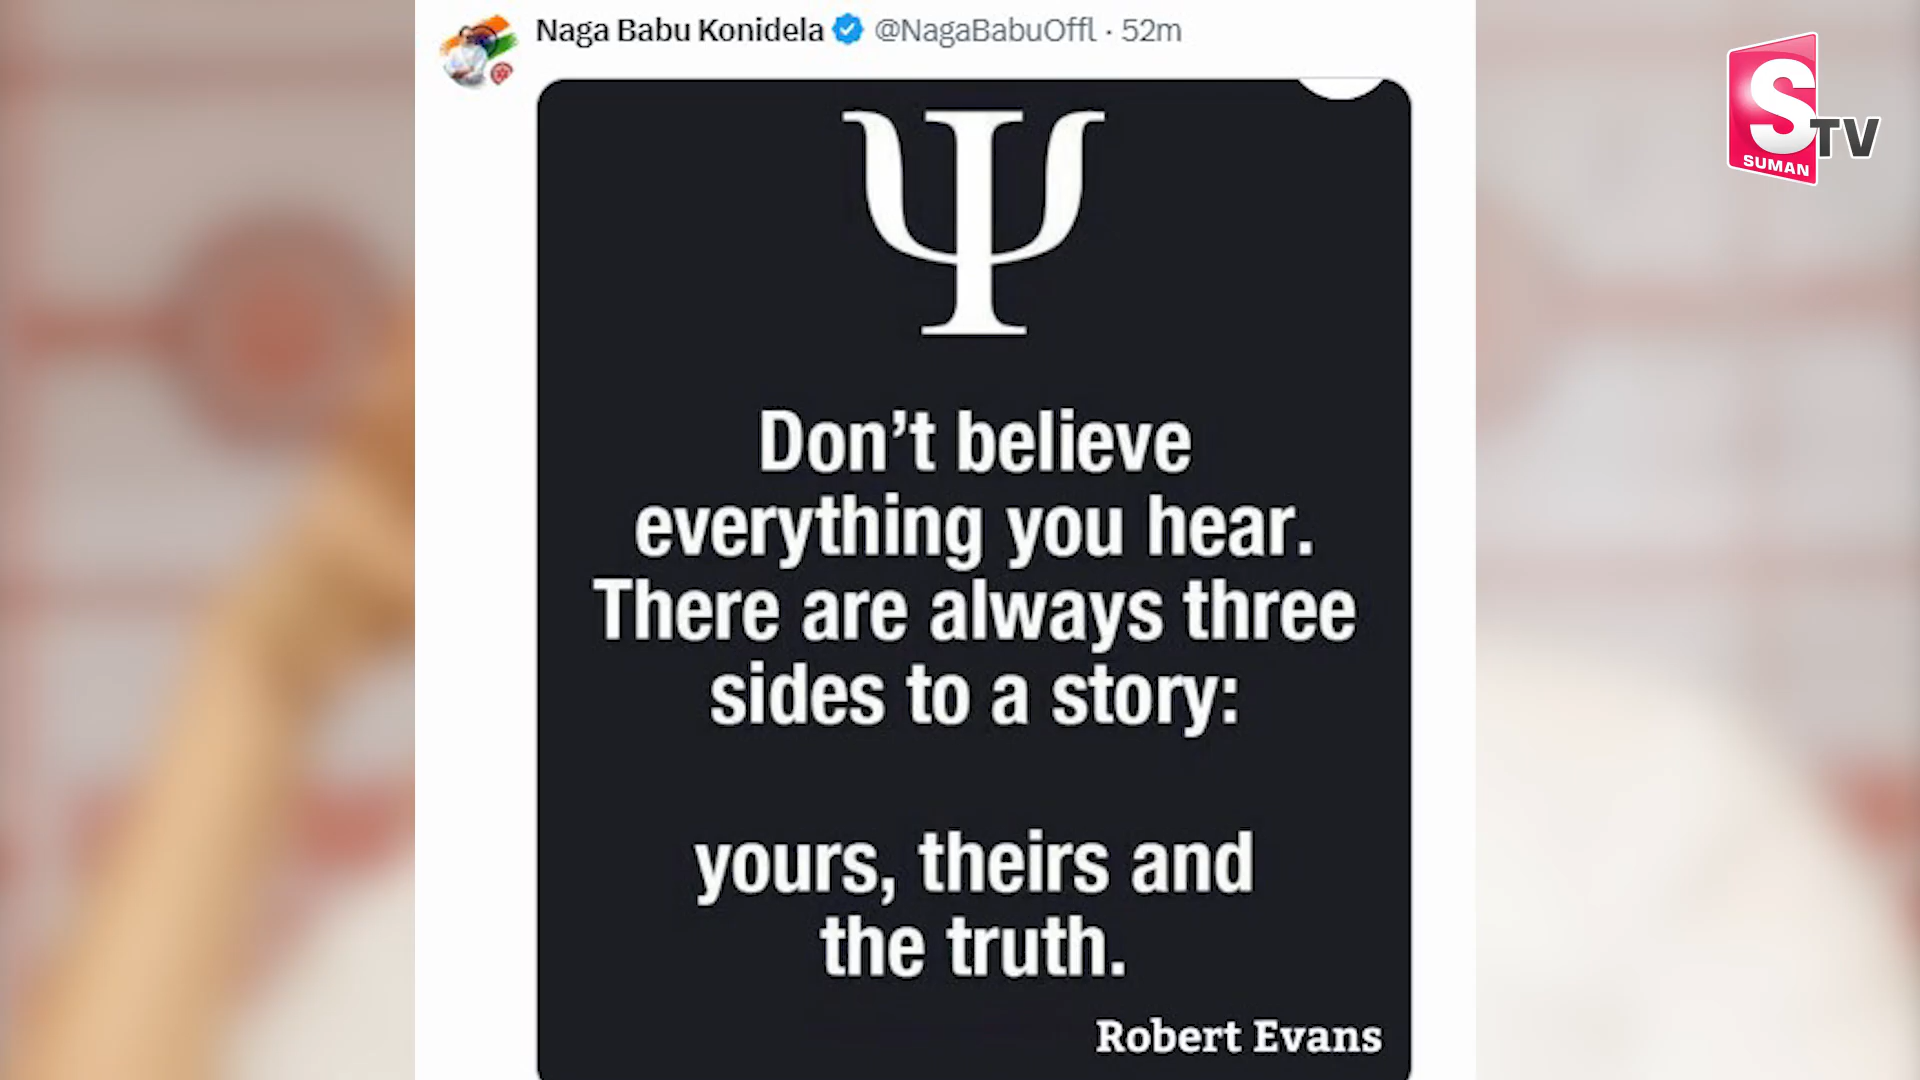 Naga Babu Konidela @NagaBabuOffl · 52m
Ψ
Don’t believe
everything you hear.
There are always three
sides to a story:
yours, theirs and
the truth.
Robert Evans
S TV
SUMAN